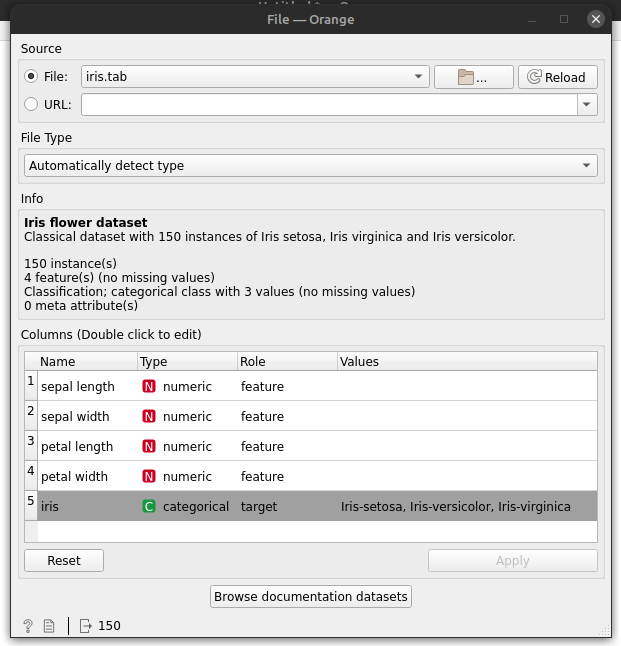 File — Orange
Source
File: iris.tab ... Reload
URL:
File Type
Automatically detect type
Info
Iris flower dataset
Classical dataset with 150 instances of Iris setosa, Iris virginica and Iris versicolor.
150 instance(s)
4 feature(s) (no missing values)
Classification; categorical class with 3 values (no missing values)
0 meta attribute(s)
Columns (Double click to edit)
Name Type Role Values
1 sepal length N numeric feature
2 sepal width N numeric feature
3 petal length N numeric feature
4 petal width N numeric feature
5 iris C categorical target Iris-setosa, Iris-versicolor, Iris-virginica
Reset Apply
Browse documentation datasets
? 150